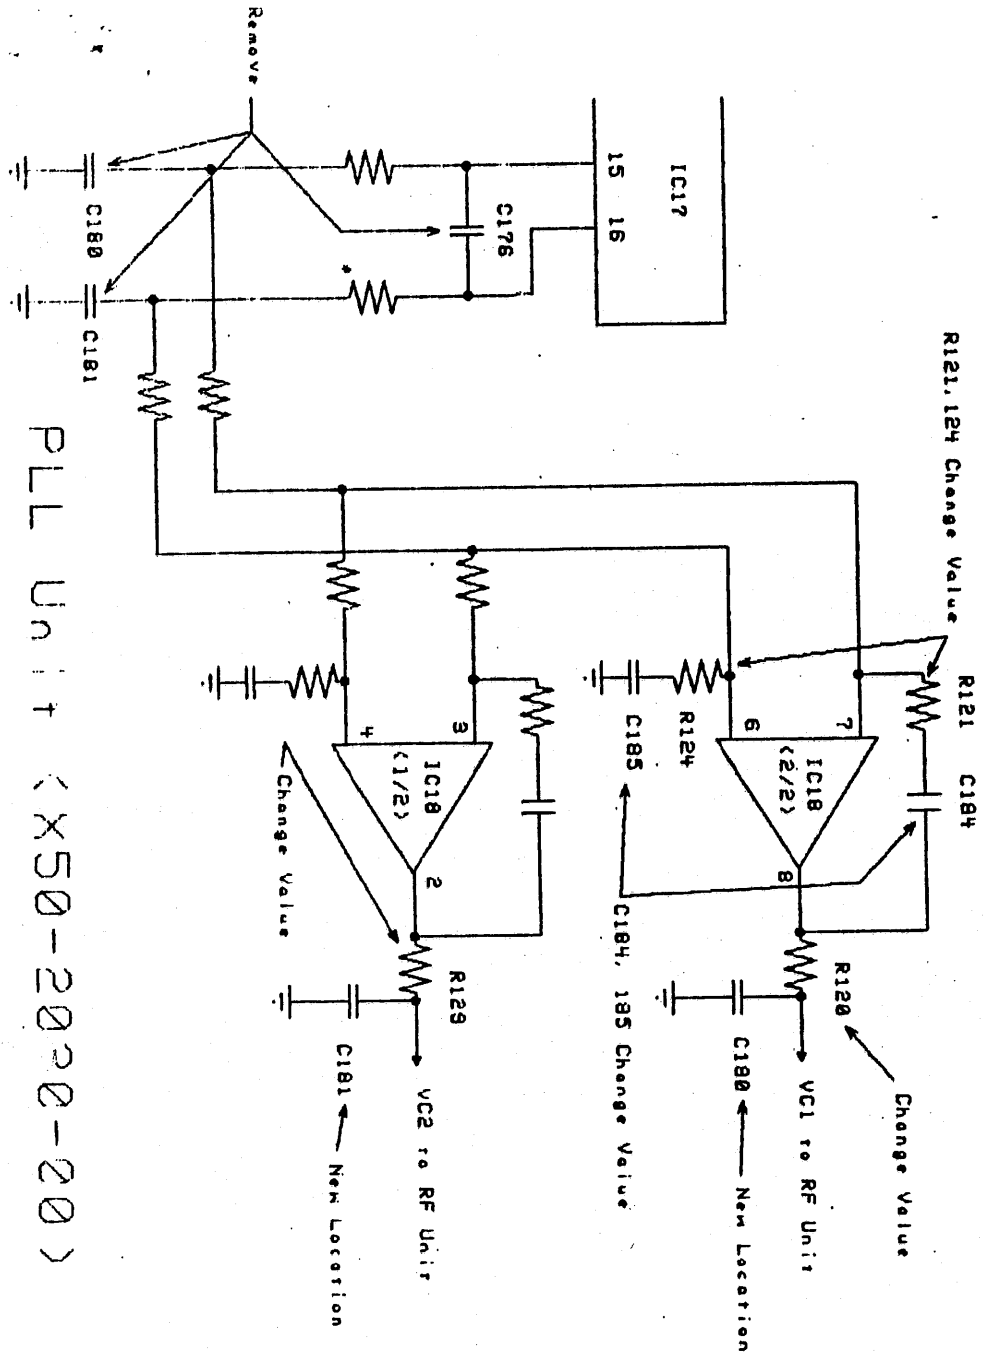 Remove
IC17
15
16
C176
C180
C181
R121, 124 Change Value
R121
C184
R124
C185
6
7
IC18
(2/2)
8
4
3
IC18
(1/2)
2
Change Value
C184, 185 Change Value
R120
Change Value
VC1 to RF Unit
C180
New Location
R129
VC2 to RF Unit
C181
New Location
*
PLL Unit (X50-2020-00)